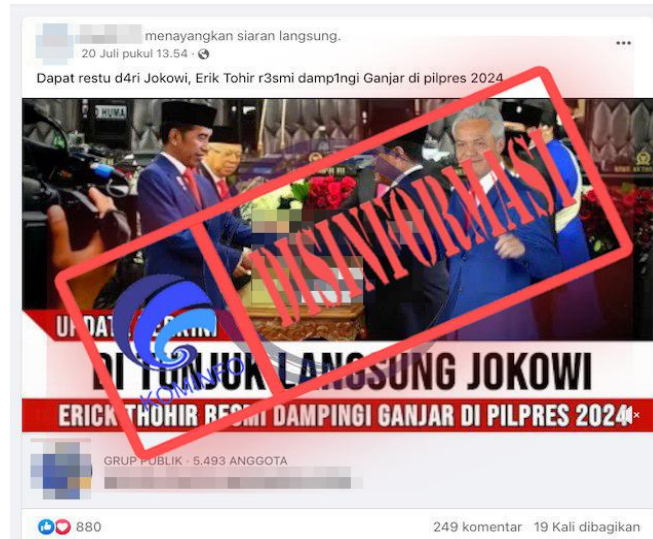 menayangkan siaran langsung.
20 Juli pukul 13.54 ·
Dapat restu d4ri Jokowi, Erik Tohir r3smi damp1ngi Ganjar di pilpres 2024
DISINFORMASI
KOMINFO
DI TUNJUK LANGSUNG JOKOWI
ERICK THOHIR RESMI DAMPINGI GANJAR DI PILPRES 2024
GRUP PUBLIK · 5.493 ANGGOTA
880
249 komentar 19 Kali dibagikan